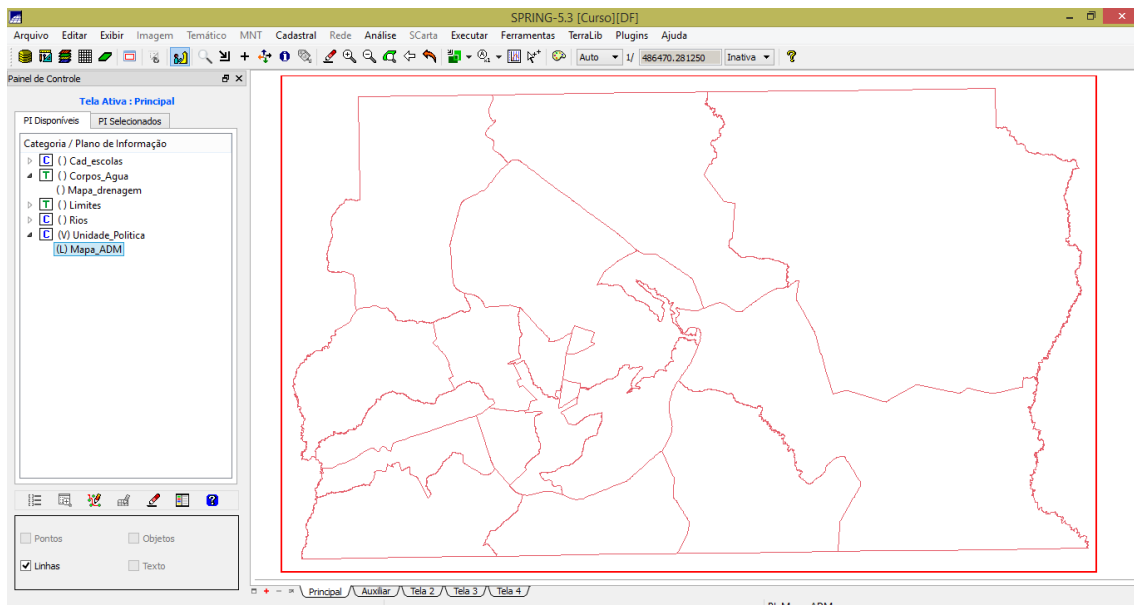 SPRING-5.3 [Curso][DF]
Arquivo Editar Exibir Imagem Temático MNT Cadastral Rede Análise SCarta Executar Ferramentas TerraLib Plugins Ajuda
Auto 1/ 486470.281250 Inativa
Painel de Controle
Tela Ativa : Principal
PI Disponíveis PI Selecionados
Categoria / Plano de Informação
C () Cad_escolas
T () Corpos_Agua
() Mapa_drenagem
T () Limites
C () Rios
C (V) Unidade_Politica
(L) Mapa_ADM
Pontos Objetos
Linhas Texto
Principal Auxiliar Tela 2 Tela 3 Tela 4